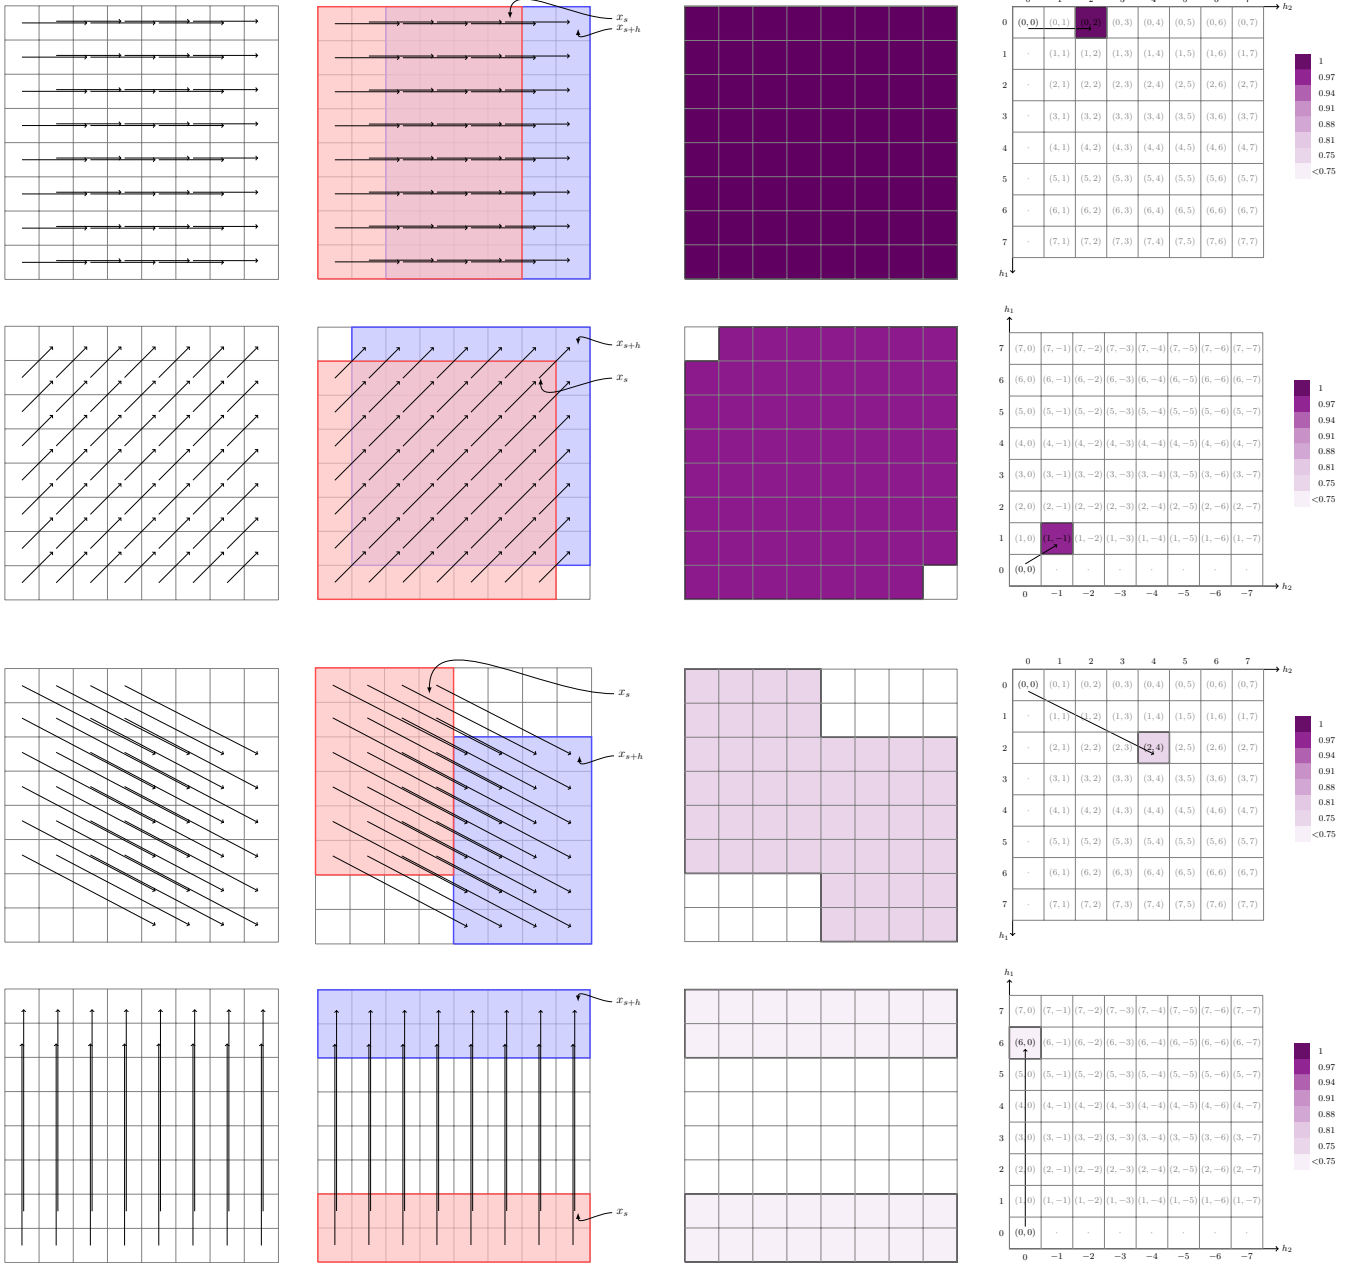 x_s
x_{s+h}
h_2
0 (0,0) (0,1) (0,2) (0,3) (0,4) (0,5) (0,6) (0,7)
1 · (1,1) (1,2) (1,3) (1,4) (1,5) (1,6) (1,7)
2 · (2,1) (2,2) (2,3) (2,4) (2,5) (2,6) (2,7)
3 · (3,1) (3,2) (3,3) (3,4) (3,5) (3,6) (3,7)
4 · (4,1) (4,2) (4,3) (4,4) (4,5) (4,6) (4,7)
5 · (5,1) (5,2) (5,3) (5,4) (5,5) (5,6) (5,7)
6 · (6,1) (6,2) (6,3) (6,4) (6,5) (6,6) (6,7)
7 · (7,1) (7,2) (7,3) (7,4) (7,5) (7,6) (7,7)
h_1
1
0.97
0.94
0.91
0.88
0.81
0.75
<0.75
x_{s+h}
x_s
h_1
7 (7,0) (7,−1) (7,−2) (7,−3) (7,−4) (7,−5) (7,−6) (7,−7)
6 (6,0) (6,−1) (6,−2) (6,−3) (6,−4) (6,−5) (6,−6) (6,−7)
5 (5,0) (5,−1) (5,−2) (5,−3) (5,−4) (5,−5) (5,−6) (5,−7)
4 (4,0) (4,−1) (4,−2) (4,−3) (4,−4) (4,−5) (4,−6) (4,−7)
3 (3,0) (3,−1) (3,−2) (3,−3) (3,−4) (3,−5) (3,−6) (3,−7)
2 (2,0) (2,−1) (2,−2) (2,−3) (2,−4) (2,−5) (2,−6) (2,−7)
1 (1,0) (1,−1) (1,−2) (1,−3) (1,−4) (1,−5) (1,−6) (1,−7)
0 (0,0) · · · · · · ·
h_2
0 −1 −2 −3 −4 −5 −6 −7
1
0.97
0.94
0.91
0.88
0.81
0.75
<0.75
x_s
x_{s+h}
0 1 2 3 4 5 6 7
h_2
0 (0,0) (0,1) (0,2) (0,3) (0,4) (0,5) (0,6) (0,7)
1 · (1,1) (1,2) (1,3) (1,4) (1,5) (1,6) (1,7)
2 · (2,1) (2,2) (2,3) (2,4) (2,5) (2,6) (2,7)
3 · (3,1) (3,2) (3,3) (3,4) (3,5) (3,6) (3,7)
4 · (4,1) (4,2) (4,3) (4,4) (4,5) (4,6) (4,7)
5 · (5,1) (5,2) (5,3) (5,4) (5,5) (5,6) (5,7)
6 · (6,1) (6,2) (6,3) (6,4) (6,5) (6,6) (6,7)
7 · (7,1) (7,2) (7,3) (7,4) (7,5) (7,6) (7,7)
h_1
1
0.97
0.94
0.91
0.88
0.81
0.75
<0.75
x_{s+h}
x_s
h_1
7 (7,0) (7,−1) (7,−2) (7,−3) (7,−4) (7,−5) (7,−6) (7,−7)
6 (6,0) (6,−1) (6,−2) (6,−3) (6,−4) (6,−5) (6,−6) (6,−7)
5 (5,0) (5,−1) (5,−2) (5,−3) (5,−4) (5,−5) (5,−6) (5,−7)
4 (4,0) (4,−1) (4,−2) (4,−3) (4,−4) (4,−5) (4,−6) (4,−7)
3 (3,0) (3,−1) (3,−2) (3,−3) (3,−4) (3,−5) (3,−6) (3,−7)
2 (2,0) (2,−1) (2,−2) (2,−3) (2,−4) (2,−5) (2,−6) (2,−7)
1 (1,0) (1,−1) (1,−2) (1,−3) (1,−4) (1,−5) (1,−6) (1,−7)
0 (0,0) · · · · · · ·
h_2
0 −1 −2 −3 −4 −5 −6 −7
1
0.97
0.94
0.91
0.88
0.81
0.75
<0.75